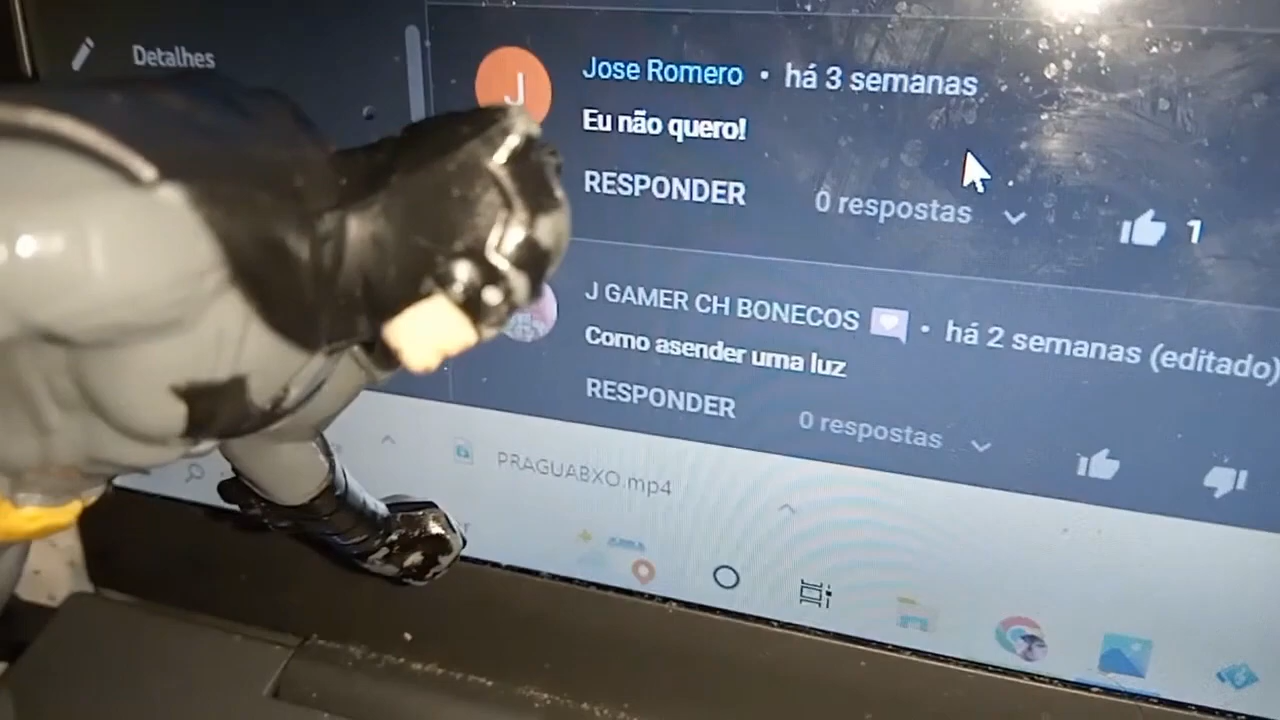 Detalhes
J
Jose Romero • há 3 semanas
Eu não quero!
RESPONDER 0 respostas 1
J GAMER CH BONECOS • há 2 semanas (editado)
Como asender uma luz
RESPONDER 0 respostas
PRAGUABXO.mp4